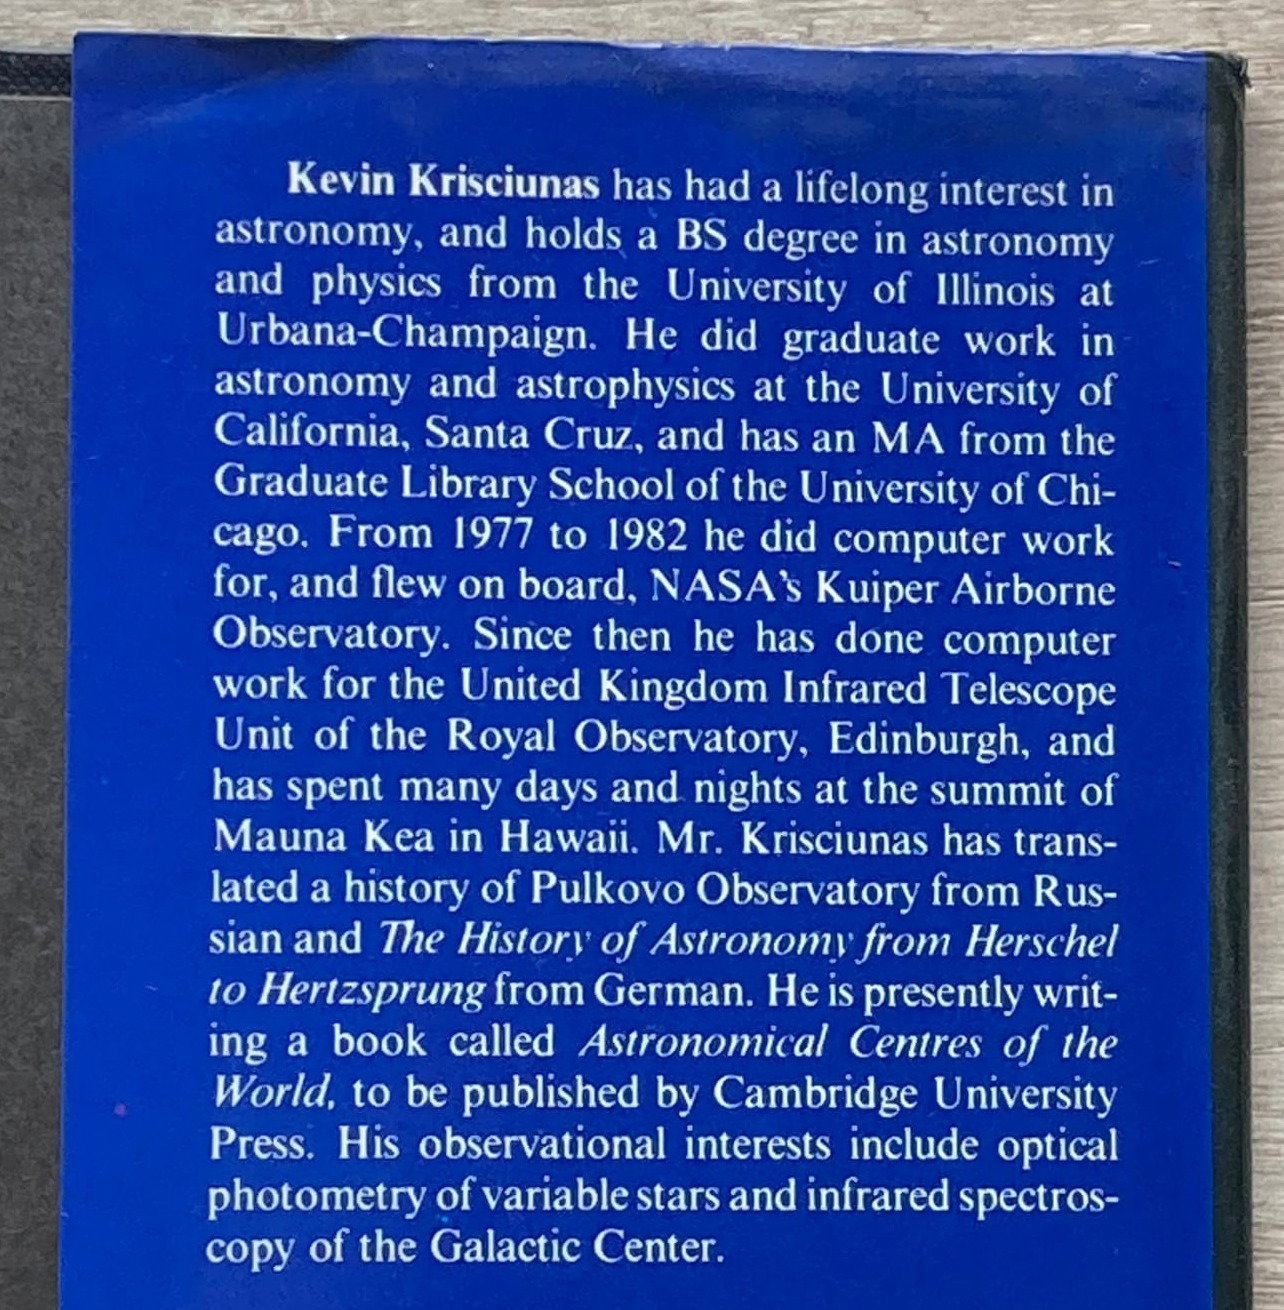 Kevin Krisciunas has had a lifelong interest in
astronomy, and holds a BS degree in astronomy
and physics from the University of Illinois at
Urbana-Champaign. He did graduate work in
astronomy and astrophysics at the University of
California, Santa Cruz, and has an MA from the
Graduate Library School of the University of Chi-
cago. From 1977 to 1982 he did computer work
for, and flew on board, NASA's Kuiper Airborne
Observatory. Since then he has done computer
work for the United Kingdom Infrared Telescope
Unit of the Royal Observatory, Edinburgh, and
has spent many days and nights at the summit of
Mauna Kea in Hawaii. Mr. Krisciunas has trans-
lated a history of Pulkovo Observatory from Rus-
sian and The History of Astronomy from Herschel
to Hertzsprung from German. He is presently writ-
ing a book called Astronomical Centres of the
World, to be published by Cambridge University
Press. His observational interests include optical
photometry of variable stars and infrared spectros-
copy of the Galactic Center.